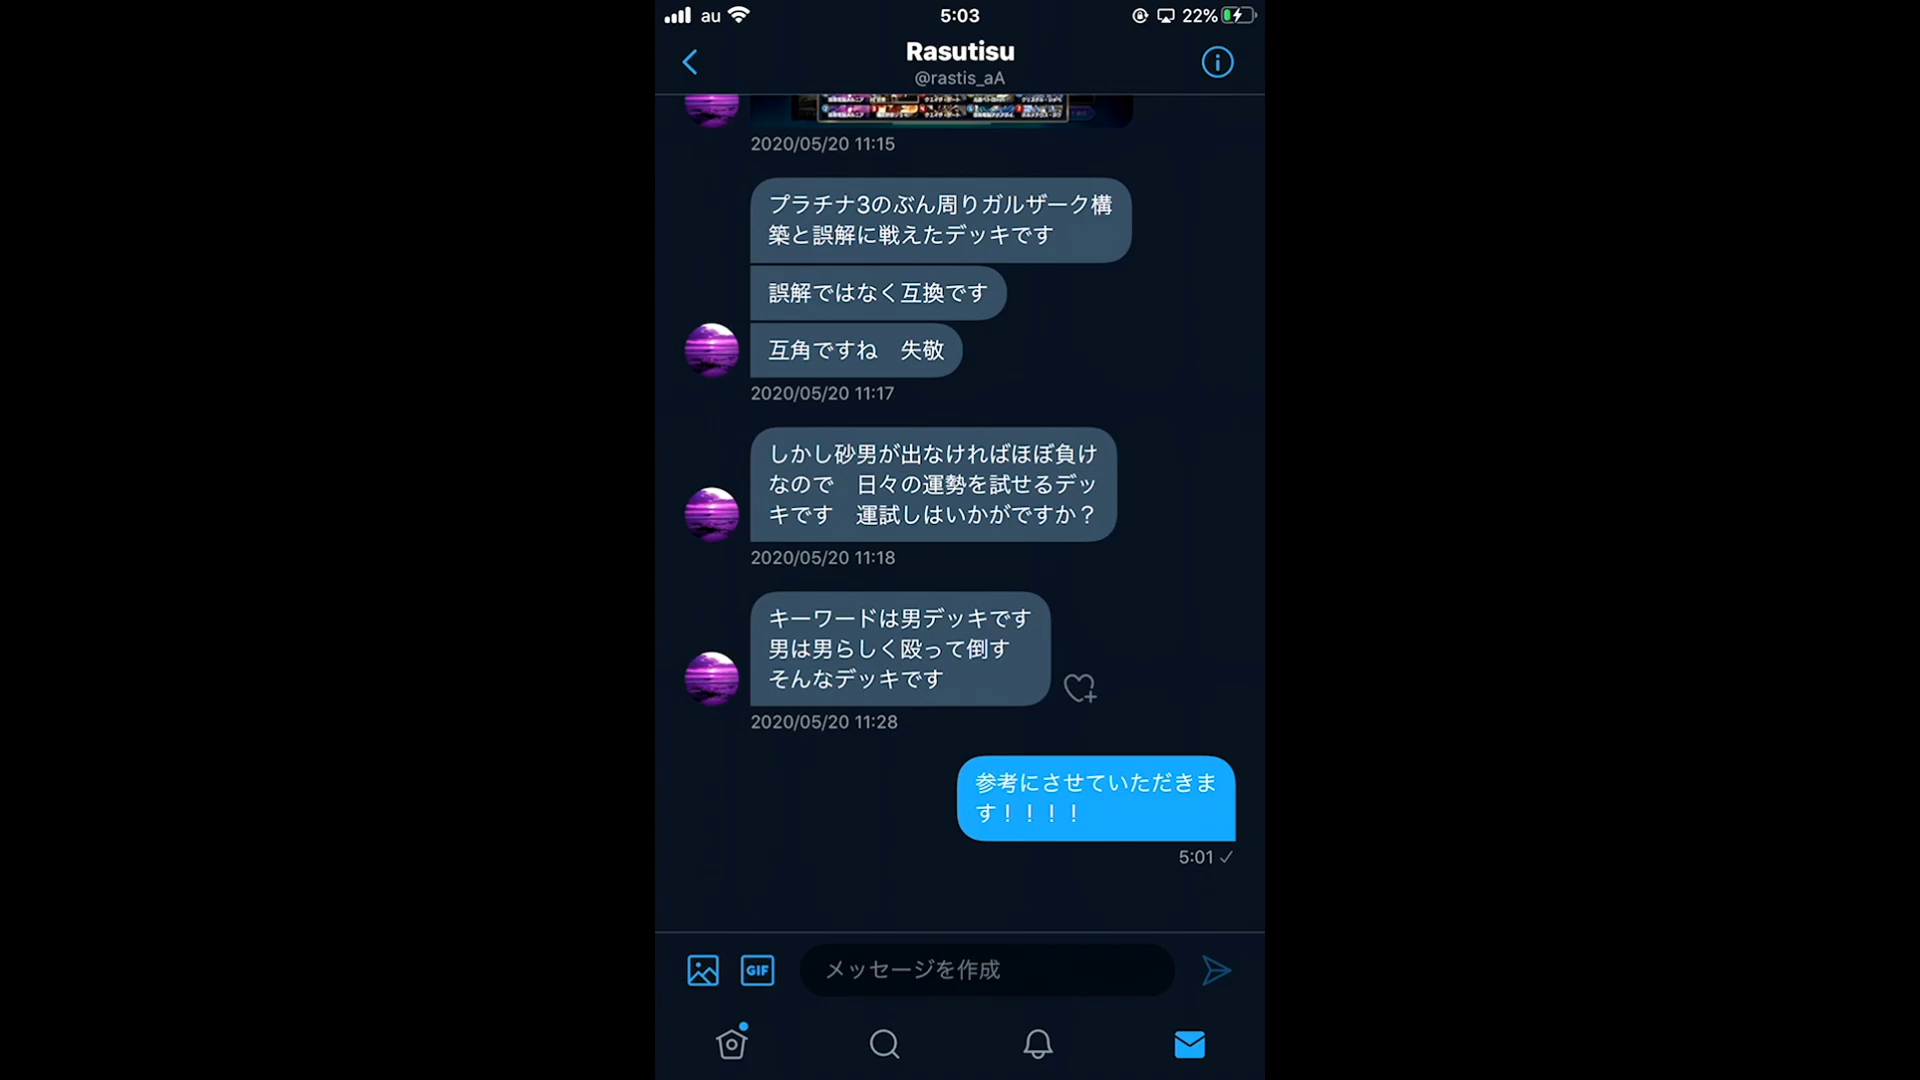 au
5:03
22%
Rasutisu
@rastis_aA
2020/05/20 11:15
プラチナ3のぶん周りガルザーク構
築と誤解に戦えたデッキです
誤解ではなく互換です
互角ですね　失敬
2020/05/20 11:17
しかし砂男が出なければほぼ負け
なので　日々の運勢を試せるデッ
キです　運試しはいかがですか？
2020/05/20 11:18
キーワードは男デッキです
男は男らしく殴って倒す
そんなデッキです
2020/05/20 11:28
参考にさせていただきま
す！！！！
5:01
GIF
メッセージを作成